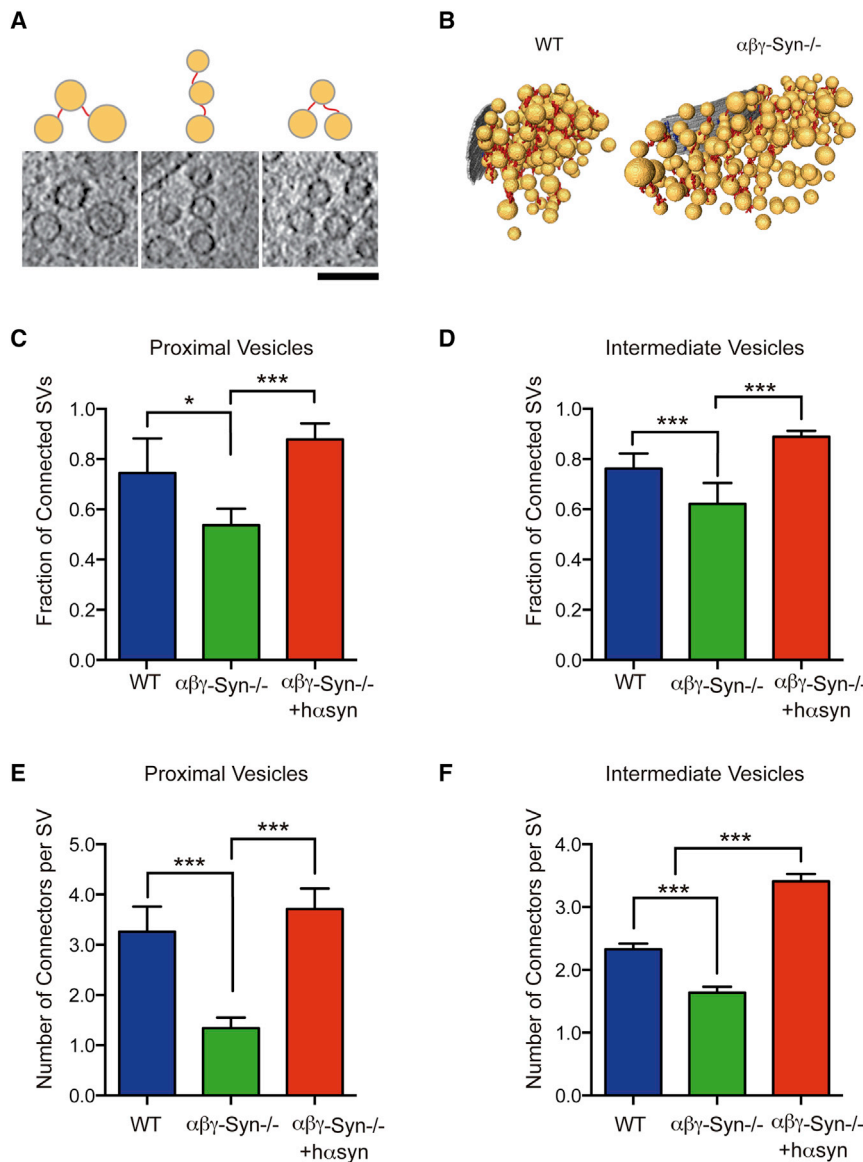 A
B
WT
αβγ-Syn-/-
C
Proximal Vesicles
Fraction of Connected SVs
*
***
1.0
0.8
0.6
0.4
0.2
0.0
WT
αβγ-Syn-/-
αβγ-Syn-/-
+hαsyn
D
Intermediate Vesicles
Fraction of Connected SVs
***
***
1.0
0.8
0.6
0.4
0.2
0.0
WT
αβγ-Syn-/-
αβγ-Syn-/-
+hαsyn
E
Proximal Vesicles
Number of Connectors per SV
***
***
5.0
4.0
3.0
2.0
1.0
0.0
WT
αβγ-Syn-/-
αβγ-Syn-/-
+hαsyn
F
Intermediate Vesicles
Number of Connectors per SV
***
***
4.0
3.0
2.0
1.0
0.0
WT
αβγ-Syn-/-
αβγ-Syn-/-
+hαsyn